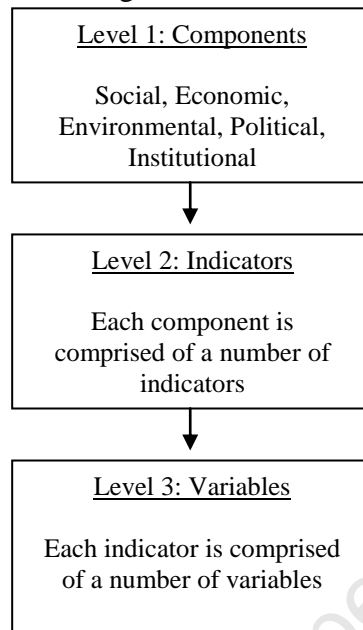 Level 1: Components
Social, Economic,
Environmental, Political,
Institutional
Level 2: Indicators
Each component is
comprised of a number of
indicators
Level 3: Variables
Each indicator is comprised
of a number of variables